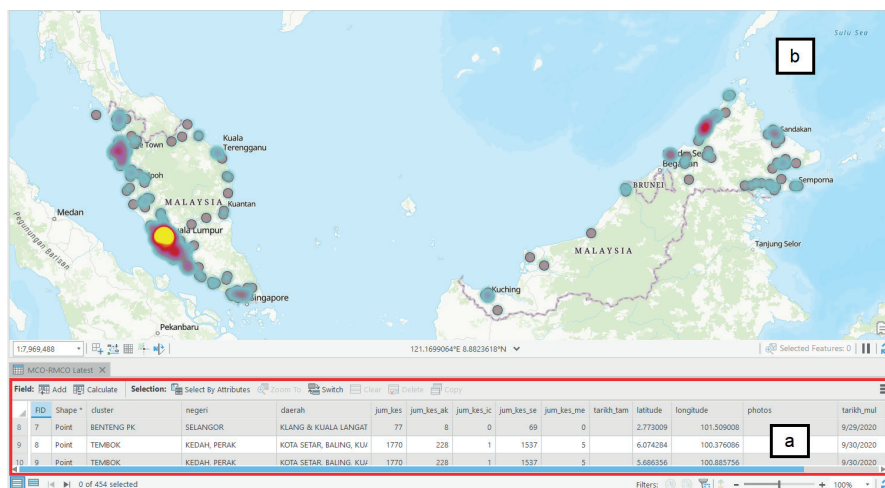 Sulu Sea
b
Kuala
Terengganu
Town
Sandakan
Begawan
Semporna
BRUNEI
MALAYSIA
Kuantan
Medan
Kuala Lumpur
Pegunungan Barisan
MALAYSIA
Tanjung Selor
Kuching
Singapore
Pekanbaru
1:7,969,488
121.1699064°E 8.8823618°N
Selected Features: 0
MCO-RMCO Latest
Field: Add Calculate Selection: Select By Attributes Zoom To Switch Clear Delete Copy
FID Shape * cluster negeri daerah jum_kes jum_kes_ak jum_kes_ic jum_kes_se jum_kes_me tarikh_tam latitude longitude photos tarikh_mul
8 7 Point BENTENG PK SELANGOR KLANG & KUALA LANGAT 77 8 0 69 0 2.773009 101.509008 9/29/2020
9 8 Point TEMBOK KEDAH, PERAK KOTA SETAR, BALING, KU 1770 228 1 1537 5 6.074284 100.376086 9/30/2020
10 9 Point TEMBOK KEDAH, PERAK KOTA SETAR, BALING, KU 1770 228 1 1537 5 5.686356 100.885756 9/30/2020
a
0 of 454 selected
Filters: 100%